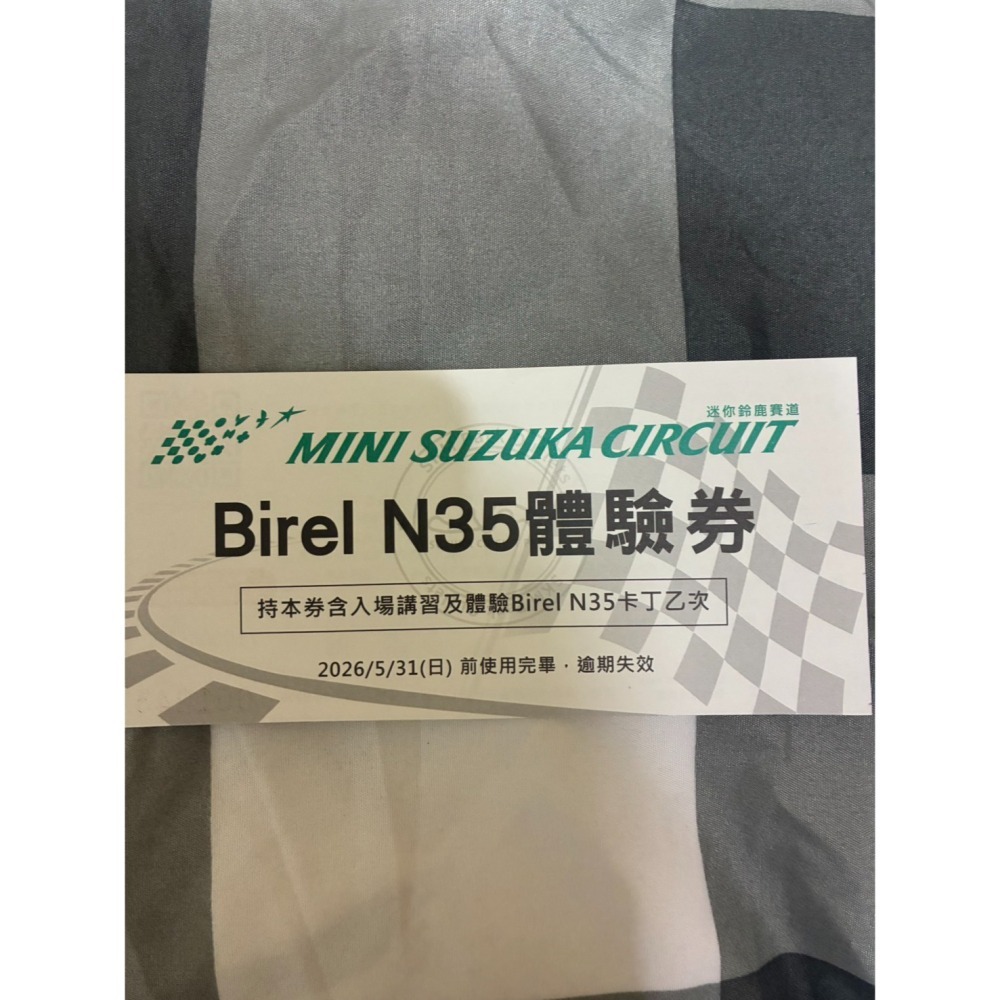 迷你鈴鹿賽道
MINI SUZUKA CIRCUIT
Birel N35體驗券
持本券含入場講習及體驗Birel N35卡丁乙次
2026/5/31(日) 前使用完畢，逾期失效